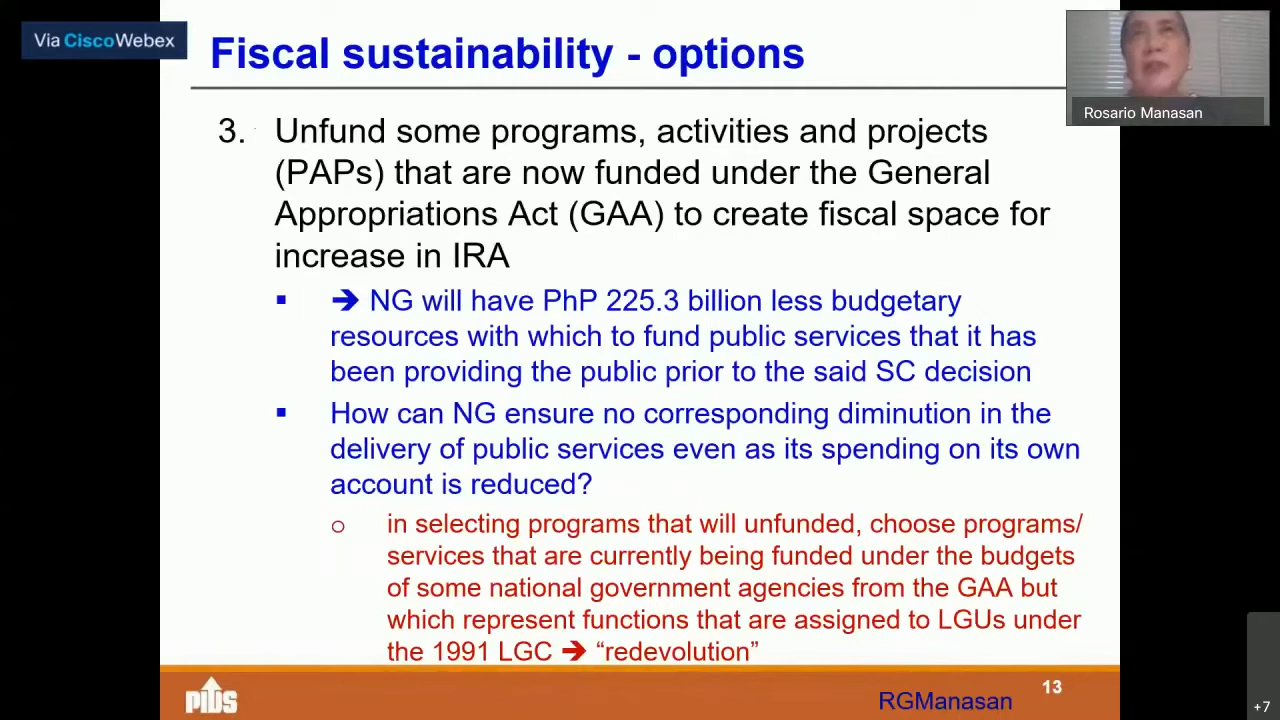 Via CiscoWebex
Fiscal sustainability - options
Rosario Manasan
3. Unfund some programs, activities and projects
(PAPs) that are now funded under the General
Appropriations Act (GAA) to create fiscal space for
increase in IRA
▪ ➔ NG will have PhP 225.3 billion less budgetary
resources with which to fund public services that it has
been providing the public prior to the said SC decision
▪ How can NG ensure no corresponding diminution in the
delivery of public services even as its spending on its own
account is reduced?
o in selecting programs that will unfunded, choose programs/
services that are currently being funded under the budgets
of some national government agencies from the GAA but
which represent functions that are assigned to LGUs under
the 1991 LGC ➔ “redevolution”
PIDS
RGManasan
13
+7